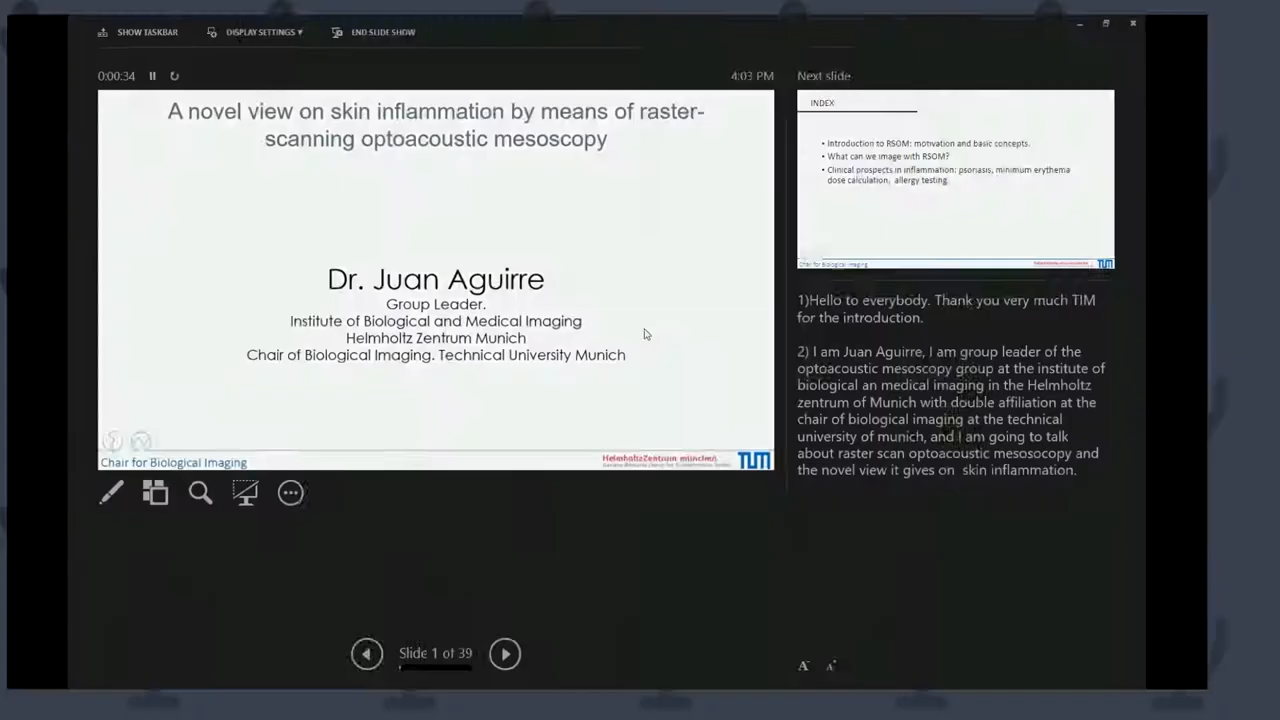 SHOW TASKBAR
DISPLAY SETTINGS ▾
END SLIDE SHOW
0:00:34
4:03 PM
Next slide
A novel view on skin inflammation by means of raster-
scanning optoacoustic mesoscopy
Dr. Juan Aguirre
Group Leader.
Institute of Biological and Medical Imaging
Helmholtz Zentrum Munich
Chair of Biological Imaging. Technical University Munich
Chair for Biological Imaging
HelmholtzZentrum münchen
TUM
INDEX
• Introduction to RSOM: motivation and basic concepts.
• What can we image with RSOM?
• Clinical prospects in inflammation: psoriasis, minimum erythema
dose calculation, allergy testing
Chair for Biological Imaging
TUM
1)Hello to everybody. Thank you very much TIM
for the introduction.
2) I am Juan Aguirre, I am group leader of the
optoacoustic mesoscopy group at the institute of
biological an medical imaging in the Helmholtz
zentrum of Munich with double affiliation at the
chair of biological imaging at the technical
university of munich, and I am going to talk
about raster scan optoacoustic mesosocopy and
the novel view it gives on skin inflammation.
Slide 1 of 39
A A